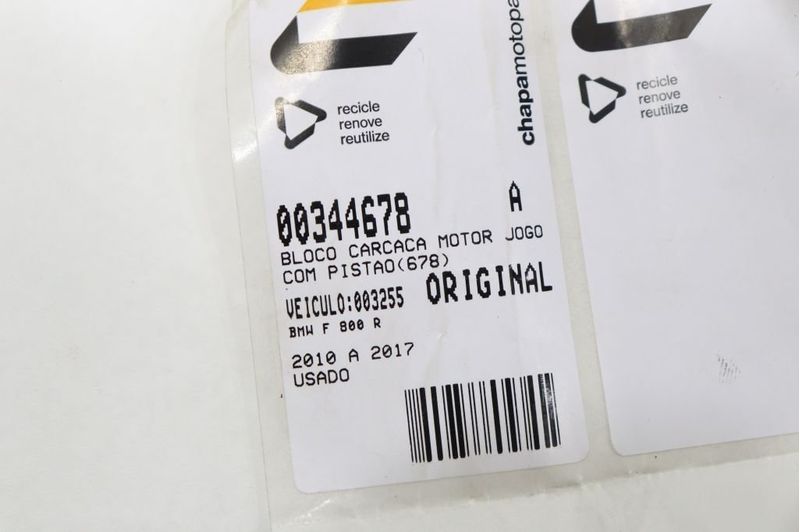 recicle
renove
reutilize
chapamotopa
00344678
A
BLOCO CARCACA MOTOR JOGO
COM PISTAO(678)
VEICULO:003255
ORIGINAL
BMW F 800 R
2010 A 2017
USADO
recicle
renove
reutilize